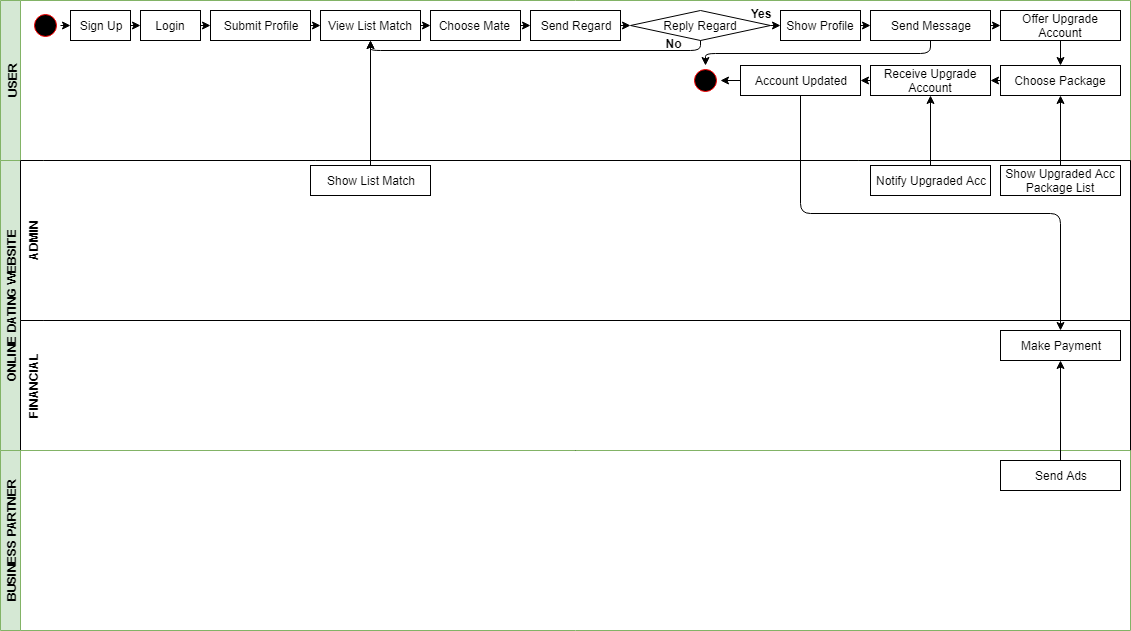 USER
Sign Up
Login
Submit Profile
View List Match
Choose Mate
Send Regard
Reply Regard
Yes
No
Show Profile
Send Message
Offer Upgrade
Account
Account Updated
Receive Upgrade
Account
Choose Package
ONLINE DATING WEBSITE
ADMIN
Show List Match
Notify Upgraded Acc
Show Upgraded Acc
Package List
FINANCIAL
Make Payment
BUSINESS PARTNER
Send Ads